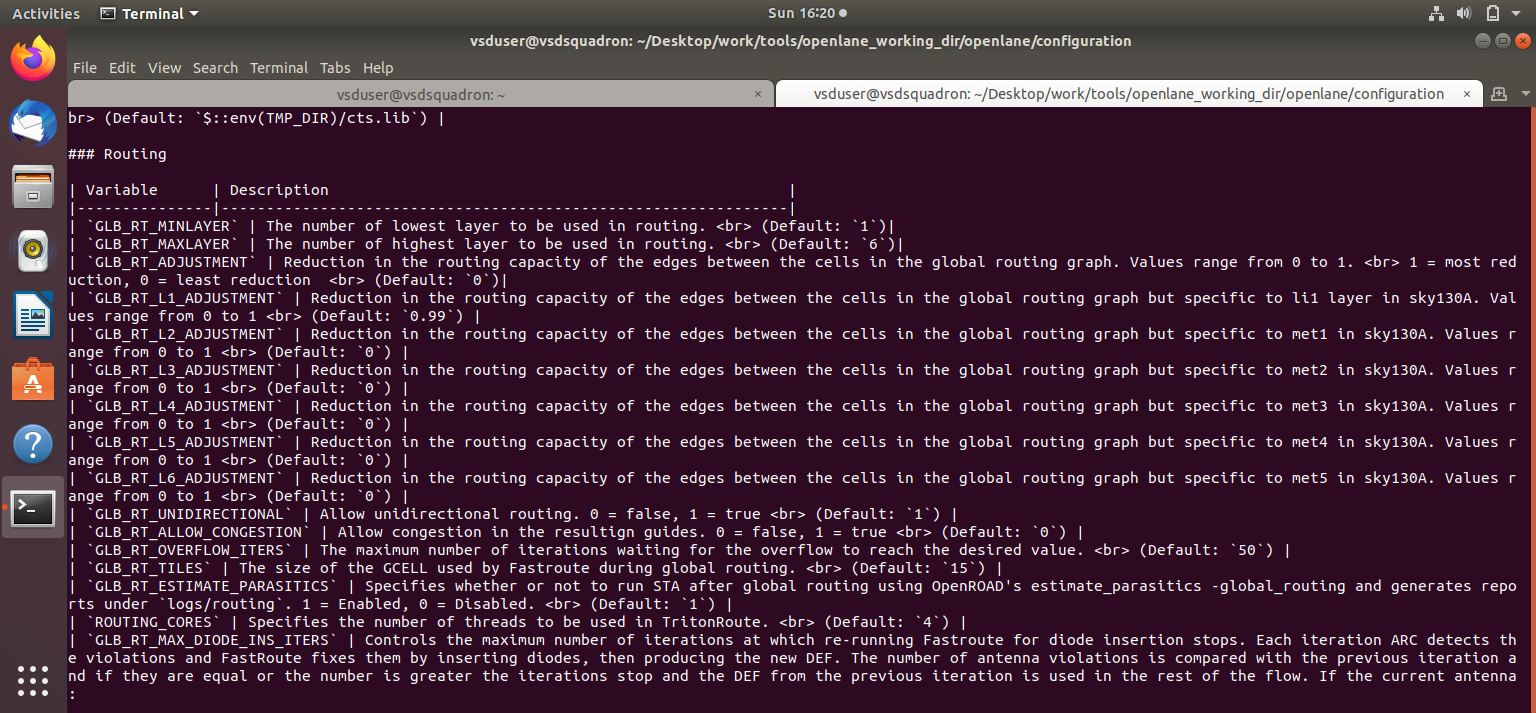 Activities Terminal Sun 16:20
vsduser@vsdsquadron: ~/Desktop/work/tools/openlane_working_dir/openlane/configuration
File Edit View Search Terminal Tabs Help
vsduser@vsdsquadron: ~ × vsduser@vsdsquadron: ~/Desktop/work/tools/openlane_working_dir/openlane/configuration ×
br> (Default: `$::env(TMP_DIR)/cts.lib`) |
### Routing
| Variable      | Description                                                   |
|---------------|---------------------------------------------------------------|
| `GLB_RT_MINLAYER` | The number of lowest layer to be used in routing. <br> (Default: `1`)|
| `GLB_RT_MAXLAYER` | The number of highest layer to be used in routing. <br> (Default: `6`)|
| `GLB_RT_ADJUSTMENT` | Reduction in the routing capacity of the edges between the cells in the global routing graph. Values range from 0 to 1. <br> 1 = most red
uction, 0 = least reduction  <br> (Default: `0`)|
| `GLB_RT_L1_ADJUSTMENT` | Reduction in the routing capacity of the edges between the cells in the global routing graph but specific to li1 layer in sky130A. Val
ues range from 0 to 1 <br> (Default: `0.99`) |
| `GLB_RT_L2_ADJUSTMENT` | Reduction in the routing capacity of the edges between the cells in the global routing graph but specific to met1 in sky130A. Values r
ange from 0 to 1 <br> (Default: `0`) |
| `GLB_RT_L3_ADJUSTMENT` | Reduction in the routing capacity of the edges between the cells in the global routing graph but specific to met2 in sky130A. Values r
ange from 0 to 1 <br> (Default: `0`) |
| `GLB_RT_L4_ADJUSTMENT` | Reduction in the routing capacity of the edges between the cells in the global routing graph but specific to met3 in sky130A. Values r
ange from 0 to 1 <br> (Default: `0`) |
| `GLB_RT_L5_ADJUSTMENT` | Reduction in the routing capacity of the edges between the cells in the global routing graph but specific to met4 in sky130A. Values r
ange from 0 to 1 <br> (Default: `0`) |
| `GLB_RT_L6_ADJUSTMENT` | Reduction in the routing capacity of the edges between the cells in the global routing graph but specific to met5 in sky130A. Values r
ange from 0 to 1 <br> (Default: `0`) |
| `GLB_RT_UNIDIRECTIONAL` | Allow unidirectional routing. 0 = false, 1 = true <br> (Default: `1`) |
| `GLB_RT_ALLOW_CONGESTION` | Allow congestion in the resultign guides. 0 = false, 1 = true <br> (Default: `0`) |
| `GLB_RT_OVERFLOW_ITERS` | The maximum number of iterations waiting for the overflow to reach the desired value. <br> (Default: `50`) |
| `GLB_RT_TILES` | The size of the GCELL used by Fastroute during global routing. <br> (Default: `15`) |
| `GLB_RT_ESTIMATE_PARASITICS` | Specifies whether or not to run STA after global routing using OpenROAD's estimate_parasitics -global_routing and generates repo
rts under `logs/routing`. 1 = Enabled, 0 = Disabled. <br> (Default: `1`) |
| `ROUTING_CORES` | Specifies the number of threads to be used in TritonRoute. <br> (Default: `4`) |
| `GLB_RT_MAX_DIODE_INS_ITERS` | Controls the maximum number of iterations at which re-running Fastroute for diode insertion stops. Each iteration ARC detects th
e violations and FastRoute fixes them by inserting diodes, then producing the new DEF. The number of antenna violations is compared with the previous iteration a
nd if they are equal or the number is greater the iterations stop and the DEF from the previous iteration is used in the rest of the flow. If the current antenna
: